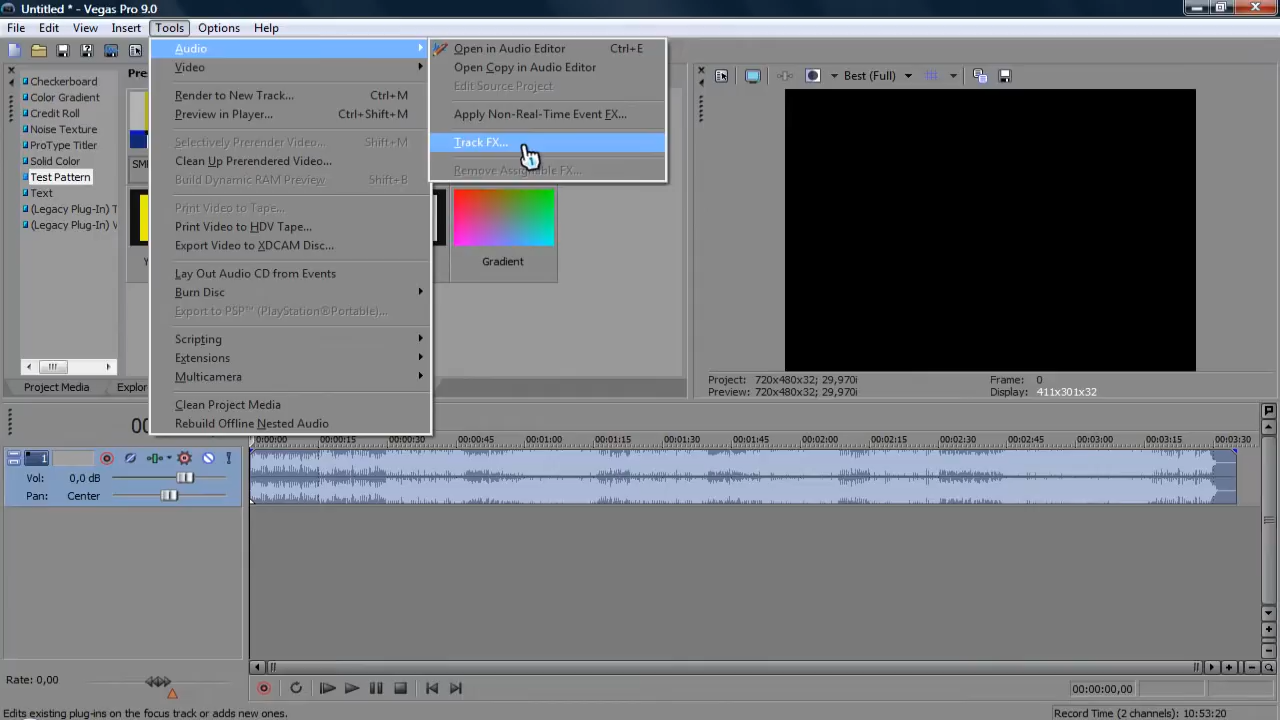 Untitled * - Vegas Pro 9.0
File Edit View Insert Tools Options Help
Audio
Video
Render to New Track... Ctrl+M
Preview in Player... Ctrl+Shift+M
Selectively Prerender Video... Shift+M
Clean Up Prerendered Video...
Build Dynamic RAM Preview Shift+B
Print Video to Tape...
Print Video to HDV Tape...
Export Video to XDCAM Disc...
Lay Out Audio CD from Events
Burn Disc
Export to PSP™ (PlayStation®Portable)...
Scripting
Extensions
Multicamera
Clean Project Media
Rebuild Offline Nested Audio
Open in Audio Editor Ctrl+E
Open Copy in Audio Editor
Edit Source Project
Apply Non-Real-Time Event FX...
Track FX...
Remove Assignable FX...
Checkerboard
Color Gradient
Credit Roll
Noise Texture
ProType Titler
Solid Color
Test Pattern
Text
(Legacy Plug-In) T
(Legacy Plug-In) V
Pre
SM
Y
Gradient
Project Media Explor
Best (Full)
Project: 720x480x32; 29,970i
Preview: 720x480x32; 29,970i
Frame: 0
Display: 411x301x32
00
0:00:00 00:00:15 00:00:30 00:00:45 00:01:00 00:01:15 00:01:30 00:01:45 00:02:00 00:02:15 00:02:30 00:02:45 00:03:00 00:03:15 00:03:30
1
Vol: 0,0 dB
Pan: Center
Rate: 0,00
00:00:00,00
Edits existing plug-ins on the focus track or adds new ones.
Record Time (2 channels): 10:53:20